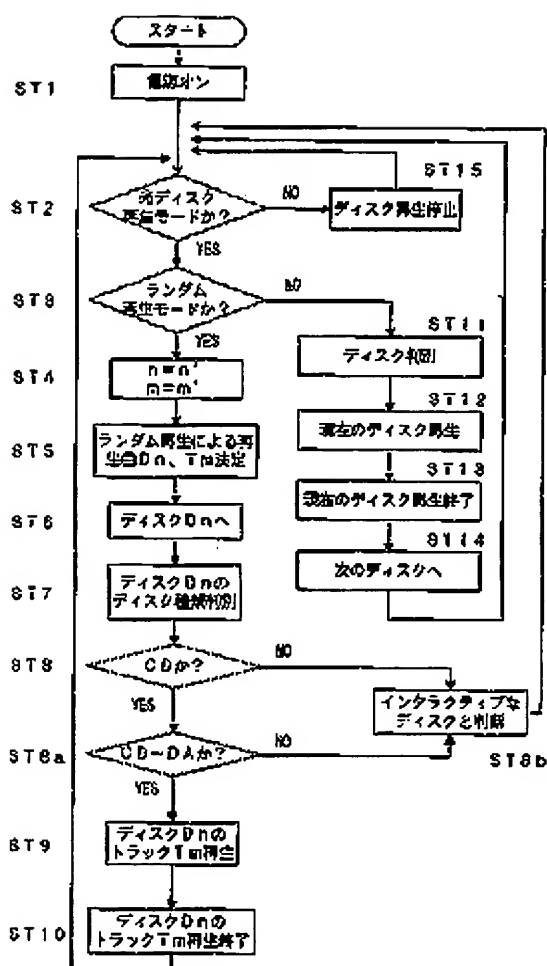 スタート
ST1
電源オン
ST2
全ディスク
再生モードか?
NO
ST15
ディスク再生停止
YES
ST3
ランダム
再生モードか?
NO
YES
ST4
n=n'
m=m'
ST11
ディスク判別
ST5
ランダム再生による再
生曲Dn、Tm決定
ST12
現在のディスク再生
ST13
現在のディスク再生終了
ST6
ディスクDnへ
ST14
次のディスクへ
ST7
ディスクDnの
ディスク種類判別
ST8
CDか?
NO
YES
インタラクティブな
ディスクと判断
ST8b
ST8a
CD-DAか?
NO
YES
ST9
ディスクDnの
トラックTm再生
ST10
ディスクDnの
トラックTm再生終了